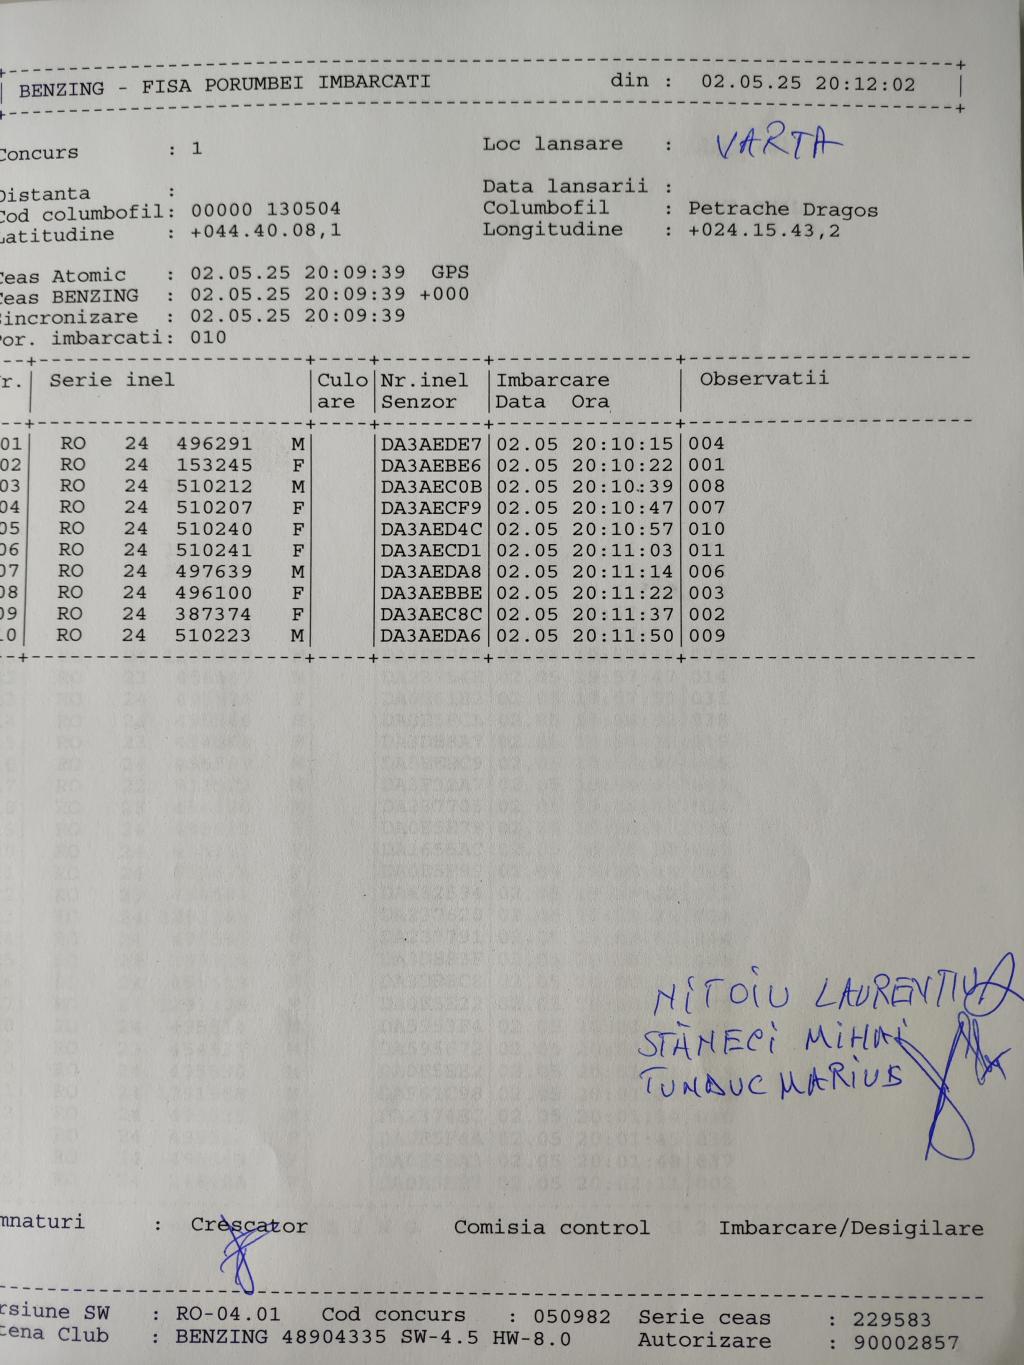 BENZING - FISA PORUMBEI IMBARCATI din : 02.05.25 20:12:02
Concurs : 1 Loc lansare : VARTA
Distanta : Data lansarii :
Cod columbofil: 00000 130504 Columbofil : Petrache Dragos
Latitudine : +044.40.08,1 Longitudine : +024.15.43,2
Ceas Atomic : 02.05.25 20:09:39 GPS
Ceas BENZING : 02.05.25 20:09:39 +000
Sincronizare : 02.05.25 20:09:39
Por. imbarcati: 010
r. Serie inel Culo Nr.inel Imbarcare Observatii
are Senzor Data Ora
01 RO 24 496291 M DA3AEDE7 02.05 20:10:15 004
02 RO 24 153245 F DA3AEBE6 02.05 20:10:22 001
03 RO 24 510212 M DA3AEC0B 02.05 20:10:39 008
04 RO 24 510207 F DA3AECF9 02.05 20:10:47 007
05 RO 24 510240 F DA3AED4C 02.05 20:10:57 010
06 RO 24 510241 F DA3AECD1 02.05 20:11:03 011
07 RO 24 497639 M DA3AEDA8 02.05 20:11:14 006
08 RO 24 496100 F DA3AEBBE 02.05 20:11:22 003
09 RO 24 387374 F DA3AEC8C 02.05 20:11:37 002
10 RO 24 510223 M DA3AEDA6 02.05 20:11:50 009
NITOIU LAURENTIU
STĂNECI MIHAI
TUNDUC MARIUS
mnaturi : Crescator Comisia control Imbarcare/Desigilare
rsiune SW : RO-04.01 Cod concurs : 050982 Serie ceas : 229583
tena Club : BENZING 48904335 SW-4.5 HW-8.0 Autorizare : 90002857